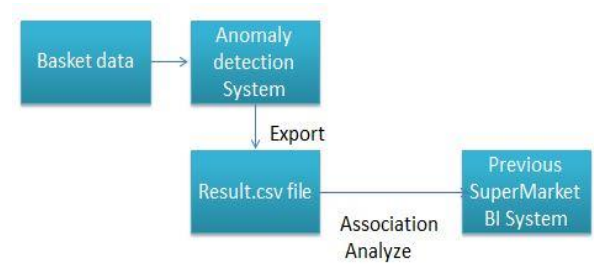 Basket data
Anomaly
detection
System
Export
Result.csv file
Previous
SuperMarket
BI System
Association
Analyze